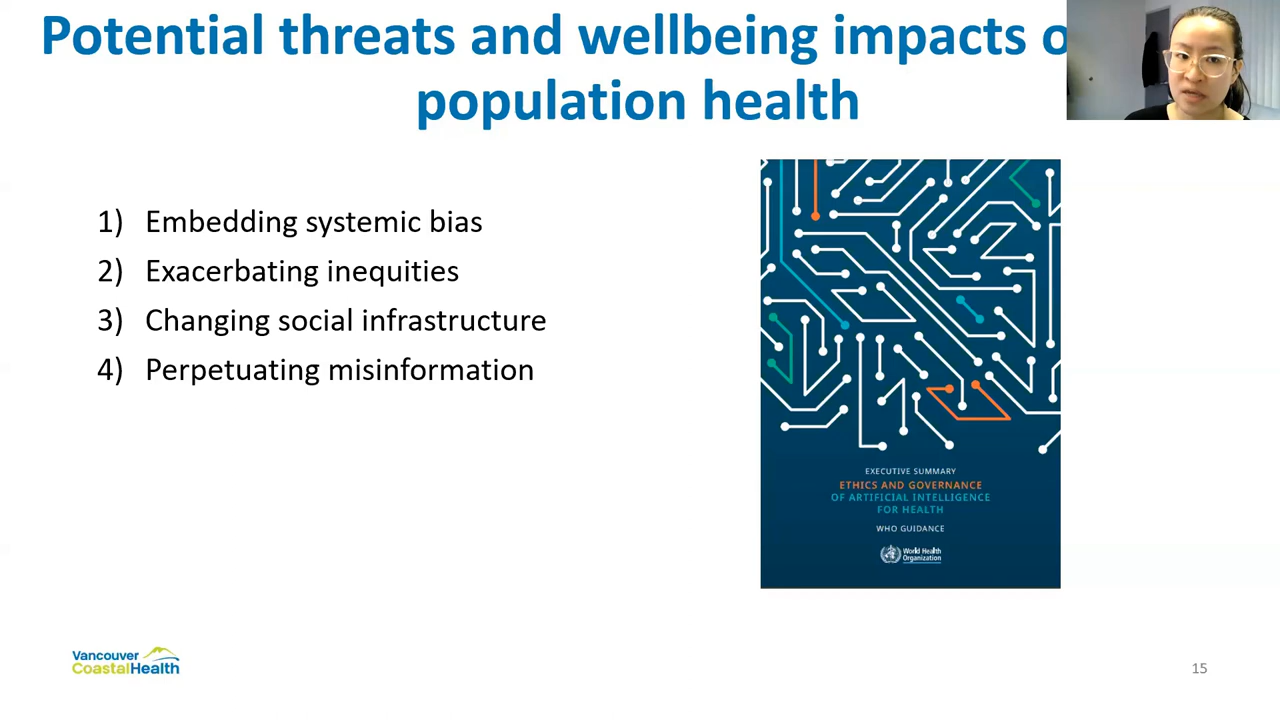 Potential threats and wellbeing impacts
population health
1) Embedding systemic bias
2) Exacerbating inequities
3) Changing social infrastructure
4) Perpetuating misinformation
EXECUTIVE SUMMARY
ETHICS AND GOVERNANCE
OF ARTIFICIAL INTELLIGENCE
FOR HEALTH
WHO GUIDANCE
World Health
Organization
Vancouver
CoastalHealth
15